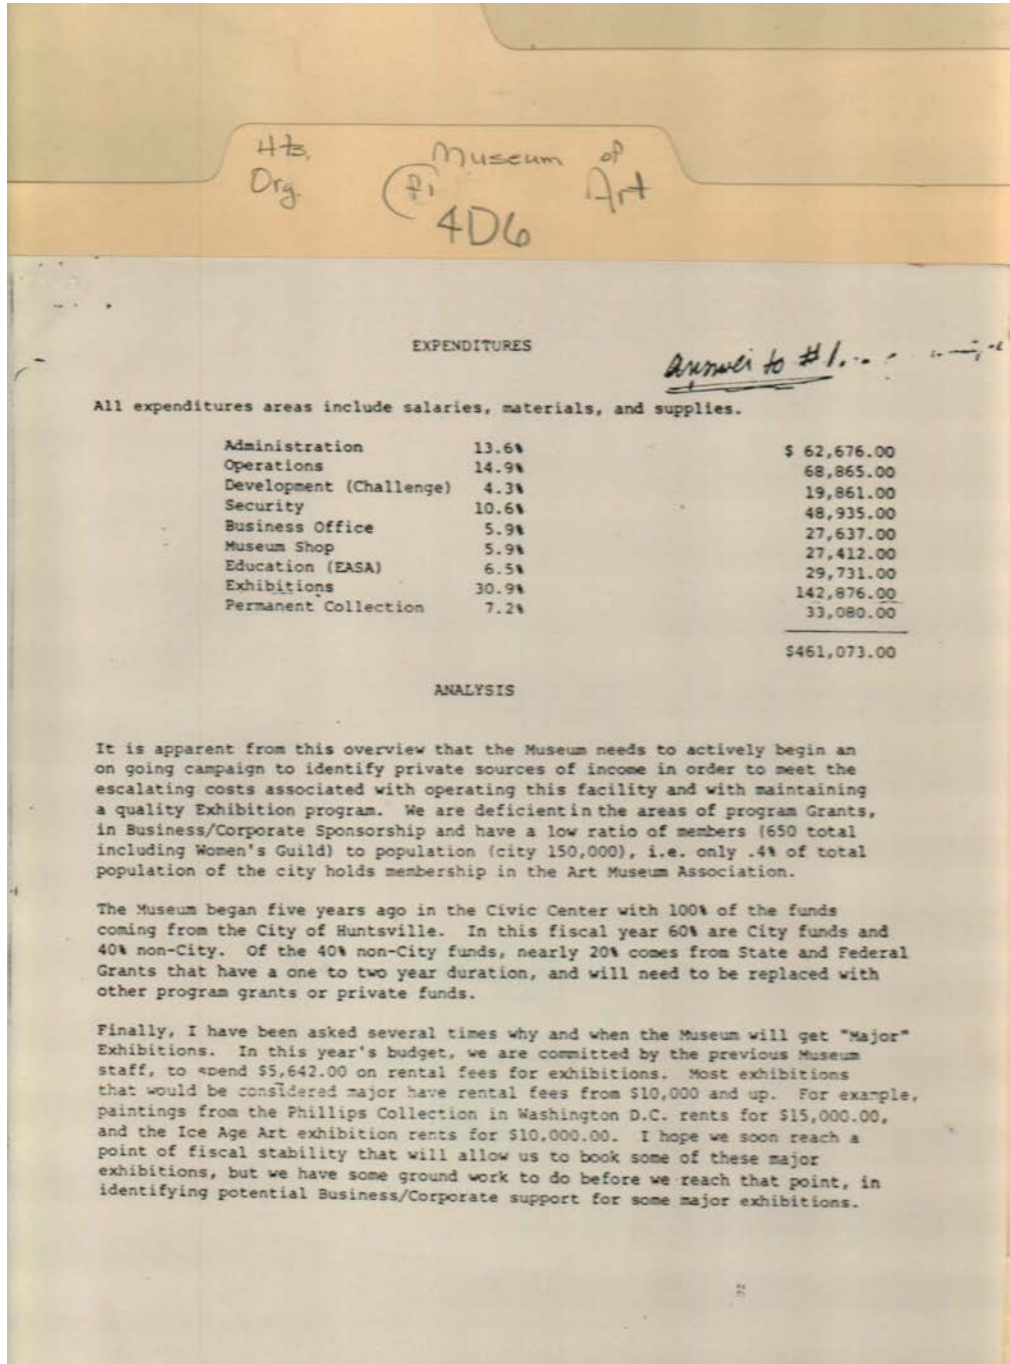 Hts. Museum of
Org. Art
4D6
EXPENDITURES
answer to #1
All expenditures areas include salaries, materials, and supplies.
Administration 13.6% $ 62,676.00
Operations 14.9% 68,865.00
Development (Challenge) 4.3% 19,861.00
Security 10.6% 48,935.00
Business Office 5.9% 27,637.00
Museum Shop 5.9% 27,412.00
Education (EASA) 6.5% 29,731.00
Exhibitions 30.9% 142,876.00
Permanent Collection 7.2% 33,080.00
$461,073.00
ANALYSIS
It is apparent from this overview that the Museum needs to actively begin an
on going campaign to identify private sources of income in order to meet the
escalating costs associated with operating this facility and with maintaining
a quality Exhibition program. We are deficient in the areas of program Grants,
in Business/Corporate Sponsorship and have a low ratio of members (650 total
including Women's Guild) to population (city 150,000), i.e. only .4% of total
population of the city holds membership in the Art Museum Association.
The Museum began five years ago in the Civic Center with 100% of the funds
coming from the City of Huntsville. In this fiscal year 60% are City funds and
40% non-City. Of the 40% non-City funds, nearly 20% comes from State and Federal
Grants that have a one to two year duration, and will need to be replaced with
other program grants or private funds.
Finally, I have been asked several times why and when the Museum will get "Major"
Exhibitions. In this year's budget, we are committed by the previous Museum
staff, to spend $5,642.00 on rental fees for exhibitions. Most exhibitions
that would be considered major have rental fees from $10,000 and up. For example,
paintings from the Phillips Collection in Washington D.C. rents for $15,000.00,
and the Ice Age Art exhibition rents for $10,000.00. I hope we soon reach a
point of fiscal stability that will allow us to book some of these major
exhibitions, but we have some ground work to do before we reach that point, in
identifying potential Business/Corporate support for some major exhibitions.